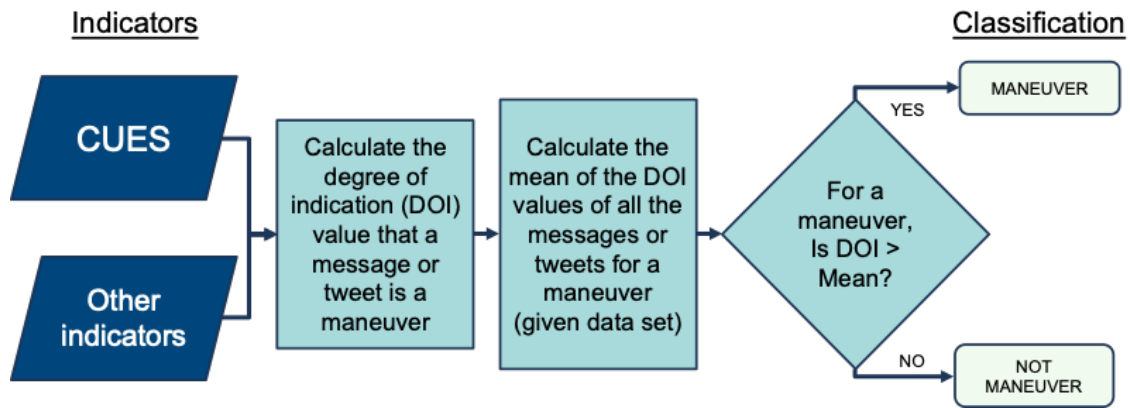 Indicators
Classification
CUES
Other
indicators
Calculate the
degree of
indication (DOI)
value that a
message or
tweet is a
maneuver
Calculate the
mean of the DOI
values of all the
messages or
tweets for a
maneuver
(given data set)
For a
maneuver,
Is DOI >
Mean?
YES
MANEUVER
NO
NOT
MANEUVER